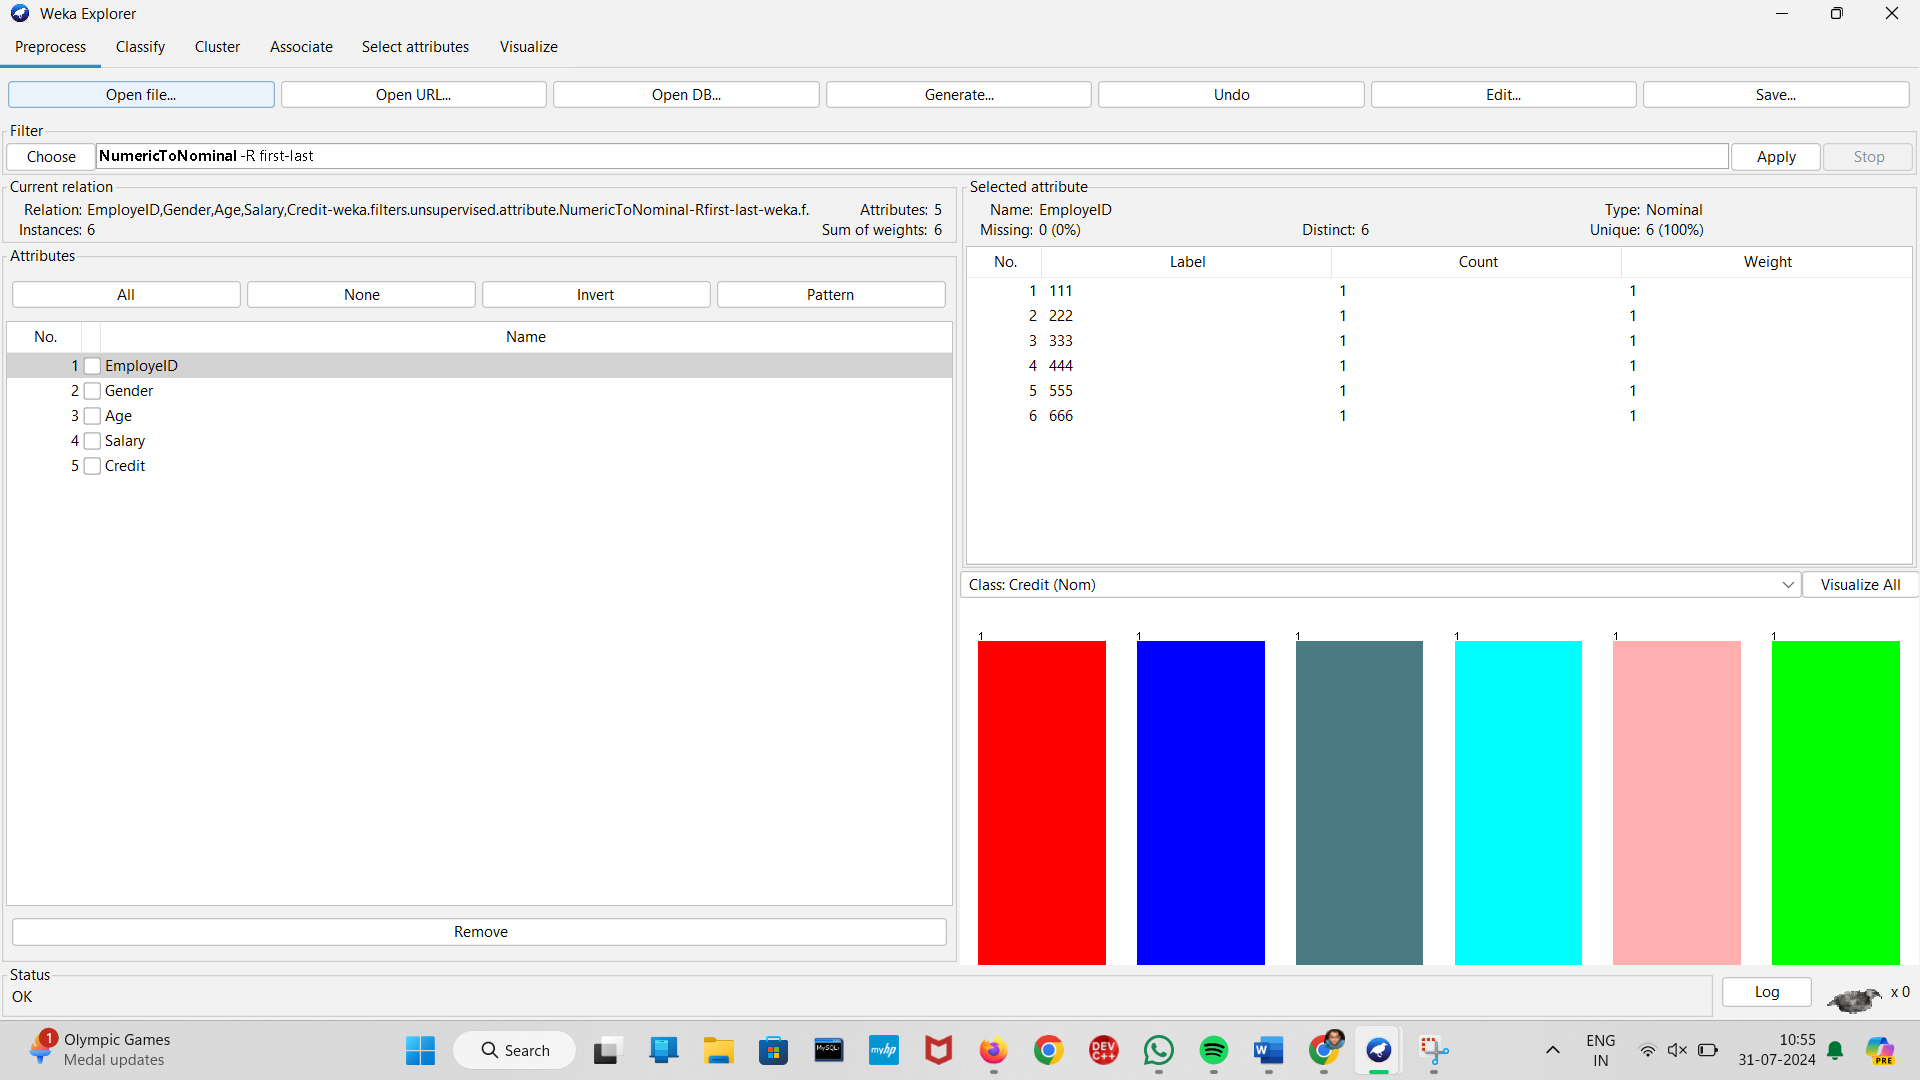 Weka Explorer
Preprocess Classify Cluster Associate Select attributes Visualize
Open file... Open URL... Open DB... Generate... Undo Edit... Save...
Filter
Choose NumericToNominal -R first-last Apply Stop
Current relation
Relation: EmployeID,Gender,Age,Salary,Credit-weka.filters.unsupervised.attribute.NumericToNominal-Rfirst-last-weka.f. Attributes: 5
Instances: 6 Sum of weights: 6
Attributes
All None Invert Pattern
No. Name
1 EmployeID
2 Gender
3 Age
4 Salary
5 Credit
Remove
Selected attribute
Name: EmployeID Type: Nominal
Missing: 0 (0%) Distinct: 6 Unique: 6 (100%)
No. Label Count Weight
1 111 1 1
2 222 1 1
3 333 1 1
4 444 1 1
5 555 1 1
6 666 1 1
Class: Credit (Nom) Visualize All
1 1 1 1 1 1
Status
OK
Log x 0
1 Olympic Games
Medal updates
Search
MySQL
myhp
DEV C++
W
ENG
IN
10:55
31-07-2024
PRE